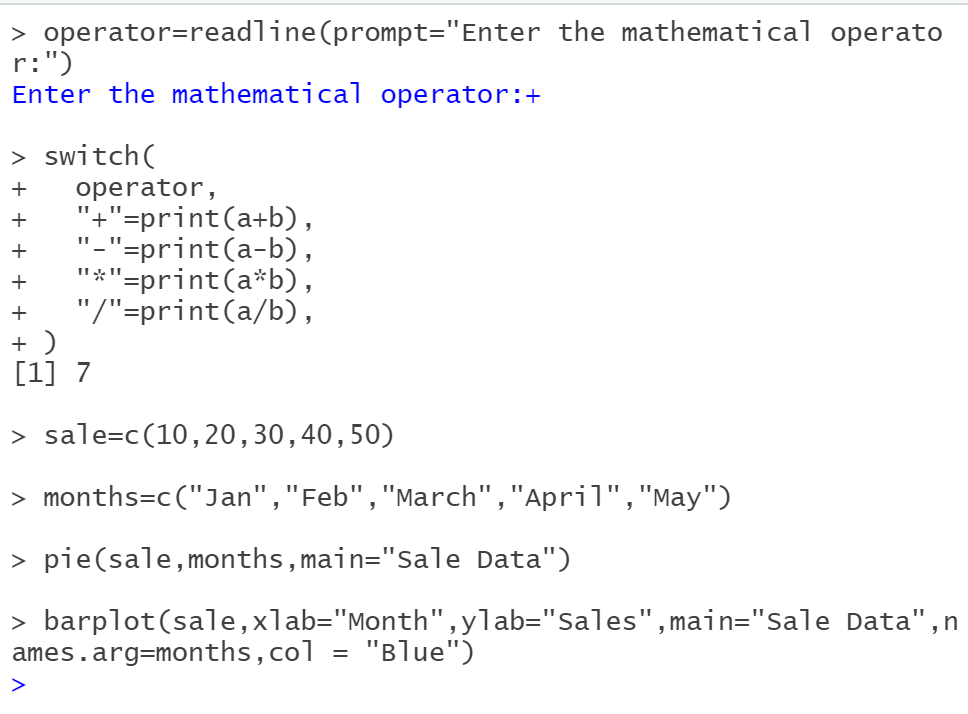 > operator=readline(prompt="Enter the mathematical operato
r:")
Enter the mathematical operator:+
> switch(
+   operator,
+   "+"=print(a+b),
+   "-"=print(a-b),
+   "*"=print(a*b),
+   "/"=print(a/b),
+ )
[1] 7
> sale=c(10,20,30,40,50)
> months=c("Jan","Feb","March","April","May")
> pie(sale,months,main="Sale Data")
> barplot(sale,xlab="Month",ylab="Sales",main="Sale Data",n
ames.arg=months,col = "Blue")
>